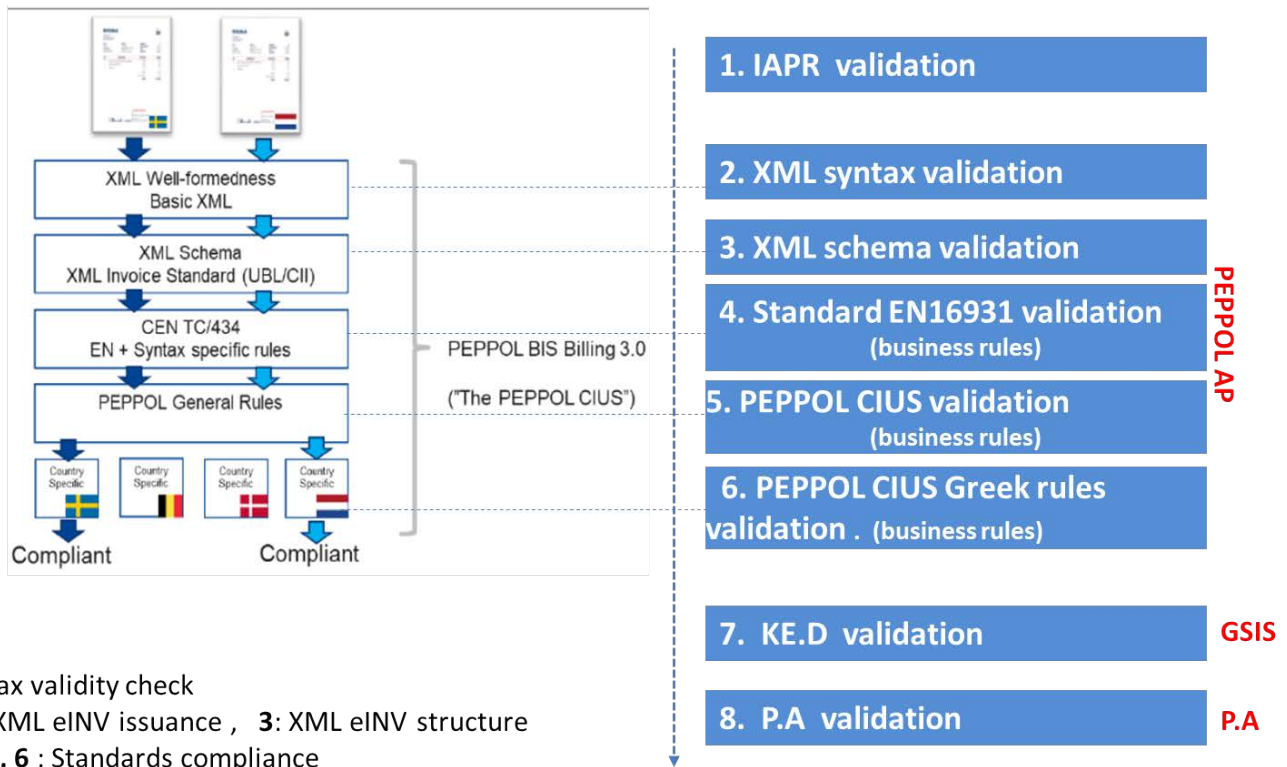 XML Well-formedness
Basic XML
XML Schema
XML Invoice Standard (UBL/CII)
CEN TC/434
EN + Syntax specific rules
PEPPOL General Rules
Country
Specific
Country
Specific
Country
Specific
Country
Specific
Compliant
Compliant
PEPPOL BIS Billing 3.0
("The PEPPOL CIUS")
1. IAPR validation
2. XML syntax validation
3. XML schema validation
4. Standard EN16931 validation
(business rules)
5. PEPPOL CIUS validation
(business rules)
6. PEPPOL CIUS Greek rules
validation . (business rules)
7. KE.D validation
8. P.A validation
PEPPOL AP
GSIS
P.A
ax validity check
XML eINV issuance , 3: XML eINV structure
, 6 : Standards compliance